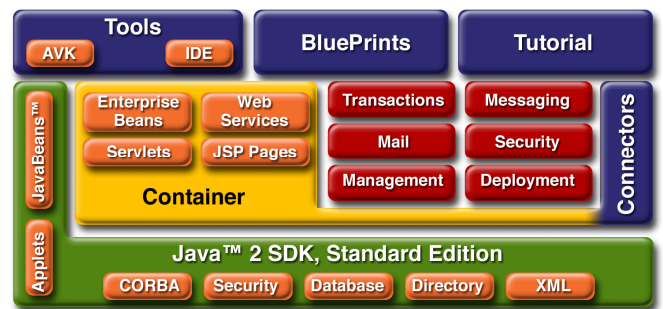 Tools
AVK
IDE
BluePrints
Tutorial
JavaBeans™
Applets
Enterprise
Beans
Web
Services
Servlets
JSP Pages
Container
Transactions
Messaging
Mail
Security
Management
Deployment
Connectors
Java™ 2 SDK, Standard Edition
CORBA
Security
Database
Directory
XML